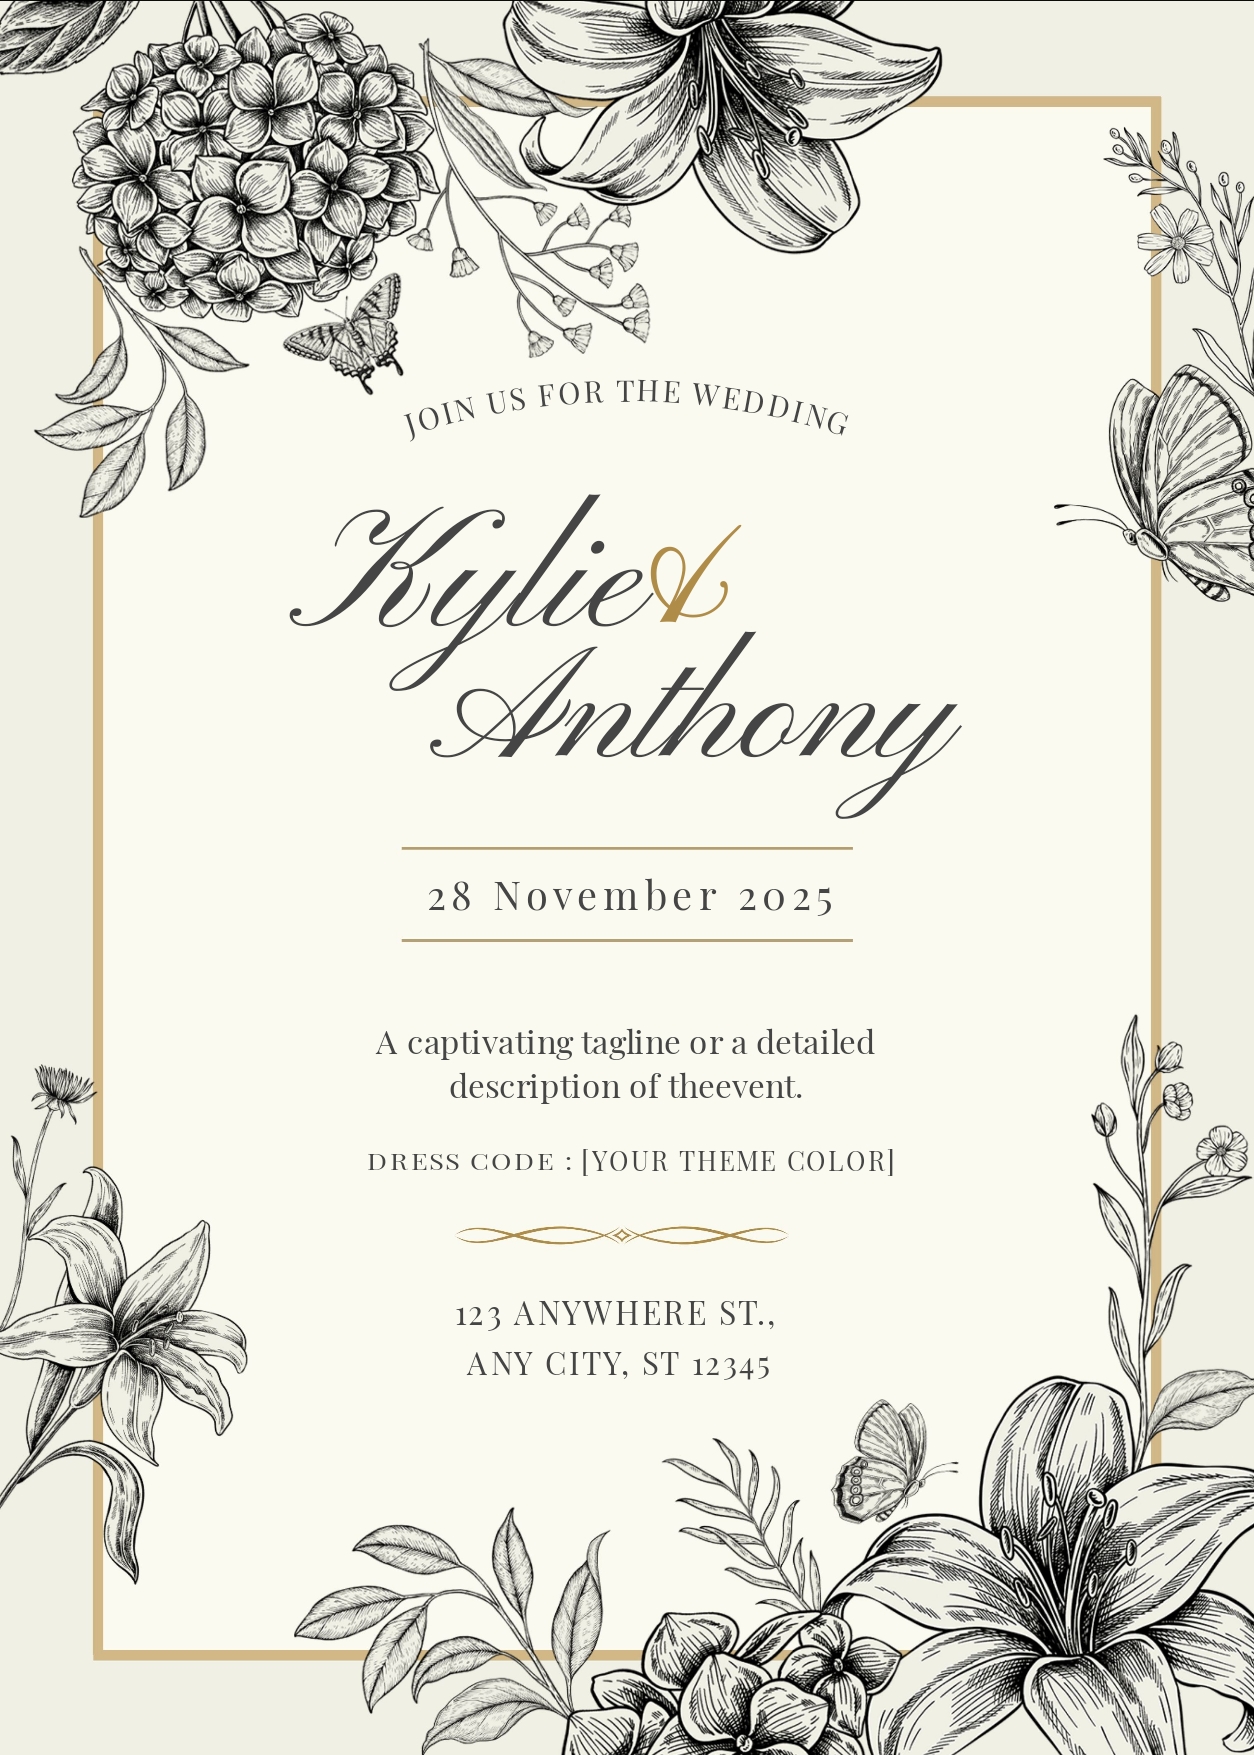 JOIN US FOR THE WEDDING
Kylie &
Anthony
28 November 2025
A captivating tagline or a detailed
description of theevent.
DRESS CODE : [YOUR THEME COLOR]
123 ANYWHERE ST.,
ANY CITY, ST 12345